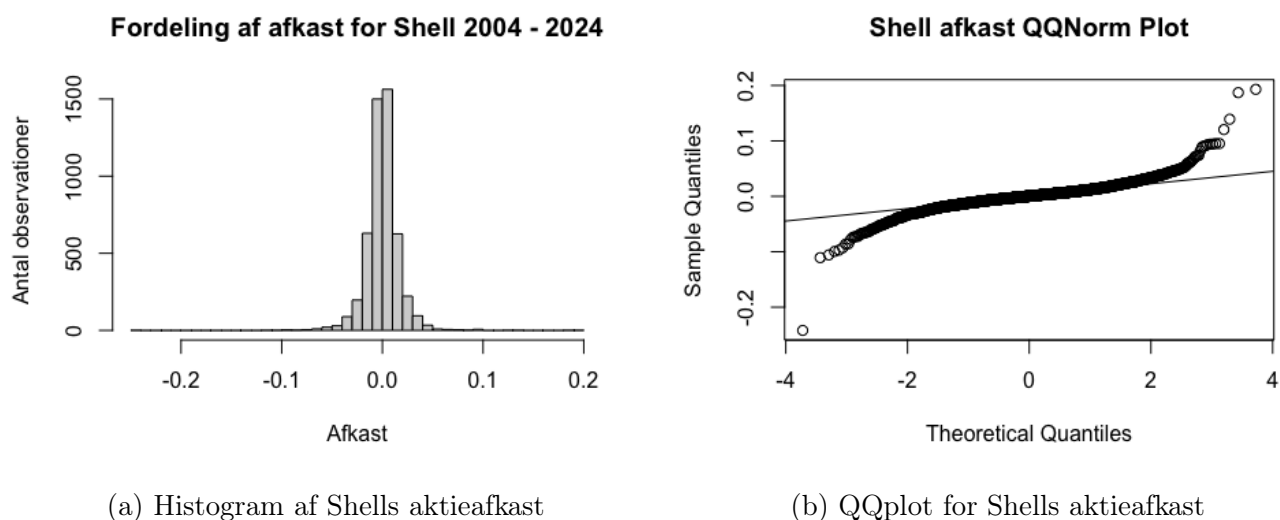 Fordeling af afkast for Shell 2004 - 2024
Antal observationer
1500
1000
500
0
-0.2 -0.1 0.0 0.1 0.2
Afkast
(a) Histogram af Shells aktieafkast
Shell afkast QQNorm Plot
Sample Quantiles
0.2
0.1
0.0
-0.2
-4 -2 0 2 4
Theoretical Quantiles
(b) QQplot for Shells aktieafkast